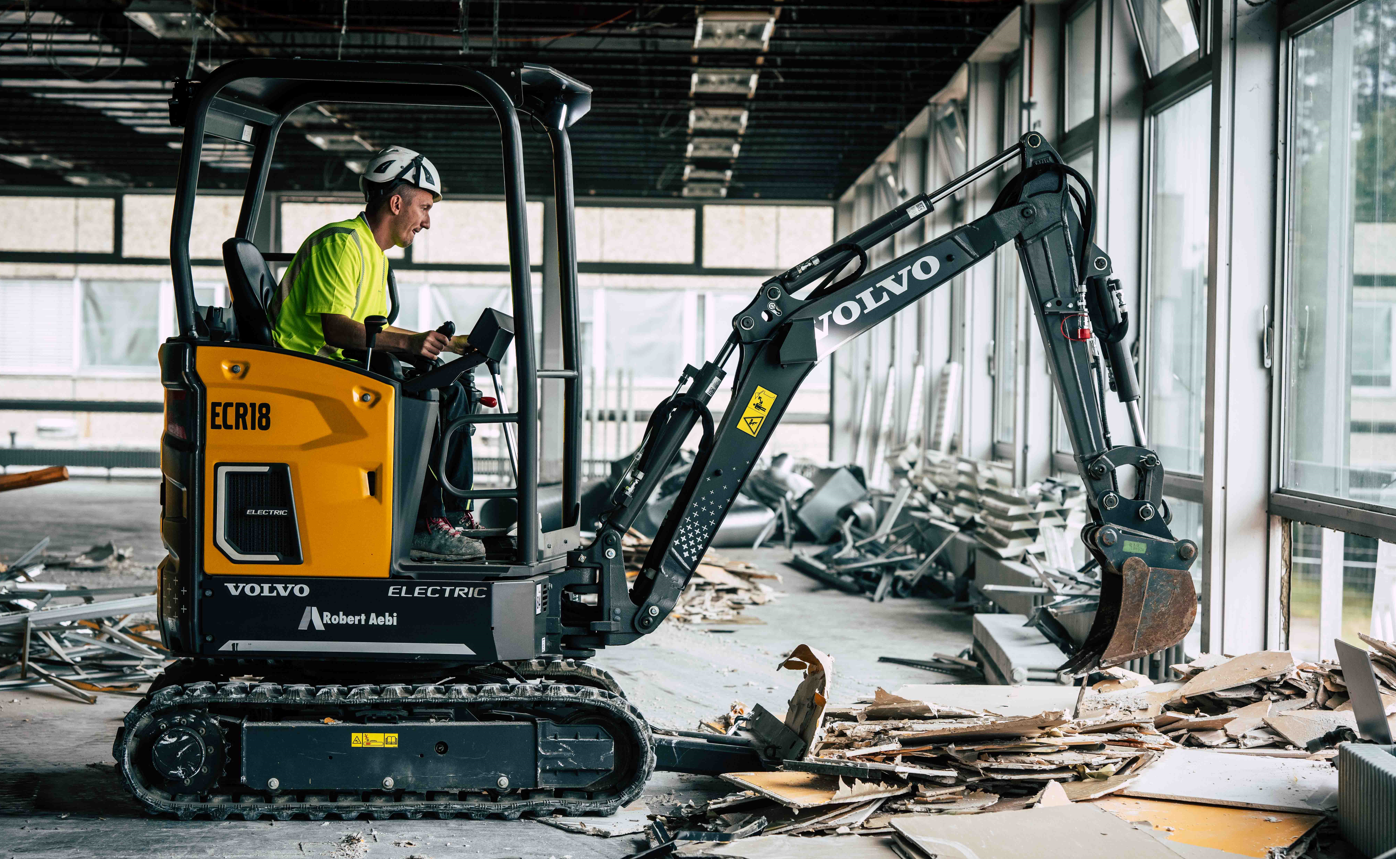 VOLVO
ECR18
ELECTRIC
VOLVO ELECTRIC
Robert Aebi